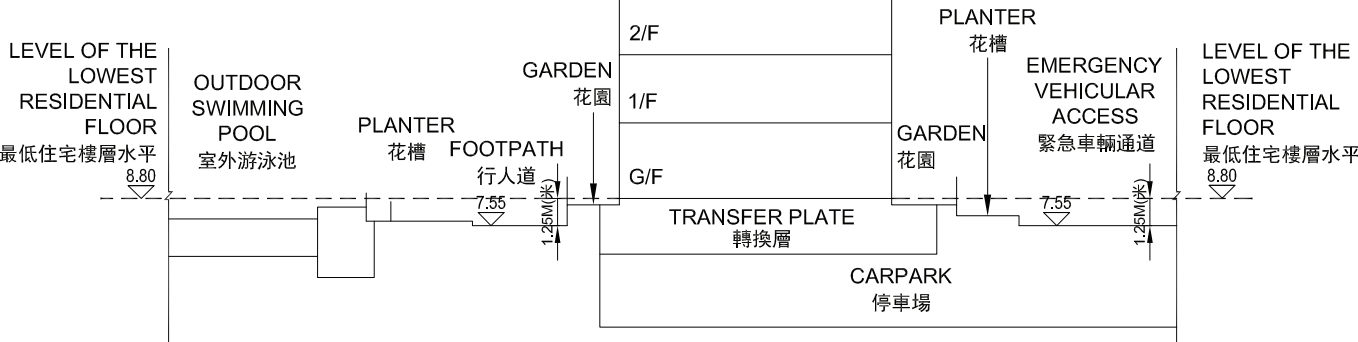 LEVEL OF THE
LOWEST
RESIDENTIAL
FLOOR
最低住宅樓層水平
8.80
OUTDOOR
SWIMMING
POOL
室外游泳池
PLANTER
花槽
FOOTPATH
行人道
7.55
1.25M(米)
GARDEN
花園
2/F
1/F
G/F
TRANSFER PLATE
轉換層
CARPARK
停車場
GARDEN
花園
PLANTER
花槽
EMERGENCY
VEHICULAR
ACCESS
緊急車輛通道
7.55
1.25M(米)
LEVEL OF THE
LOWEST
RESIDENTIAL
FLOOR
最低住宅樓層水平
8.80